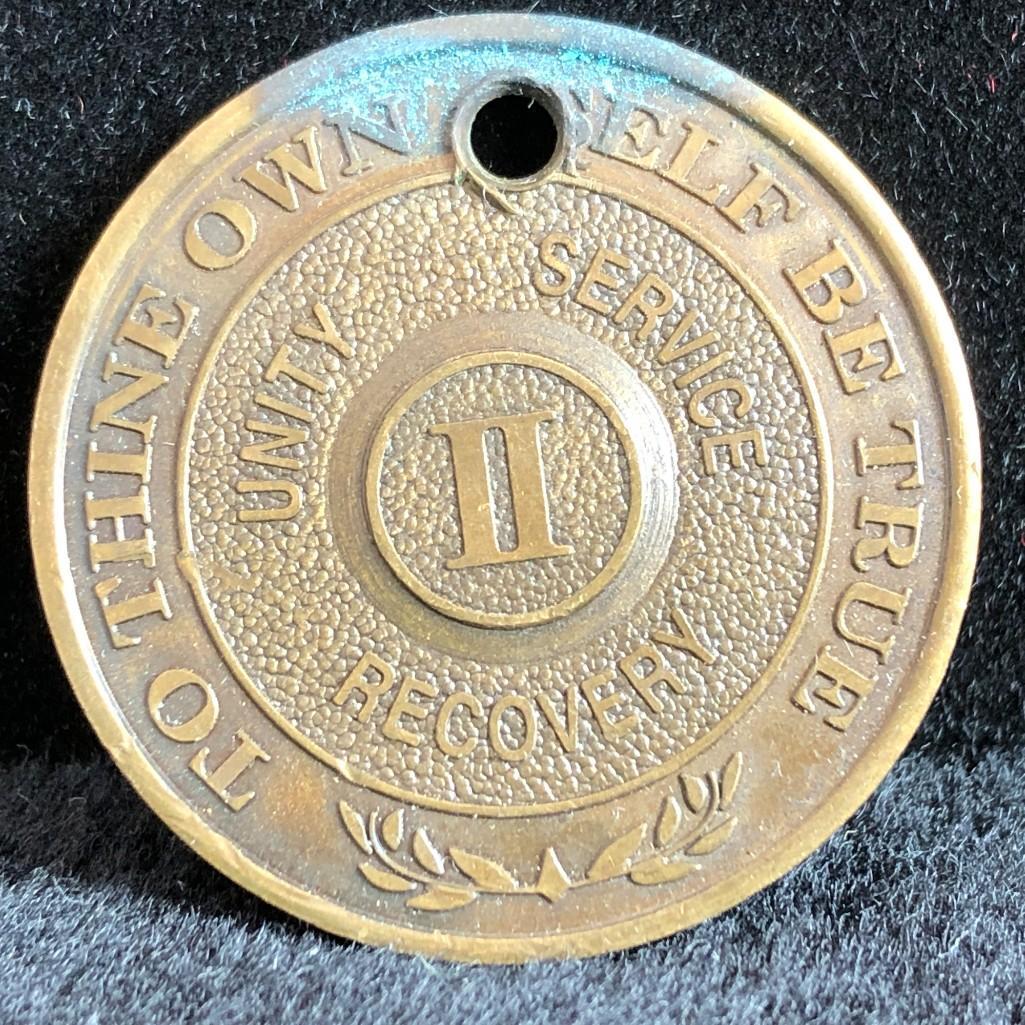 TO THINE OWN SELF BE TRUE
UNITY
SERVICE
RECOVERY
II